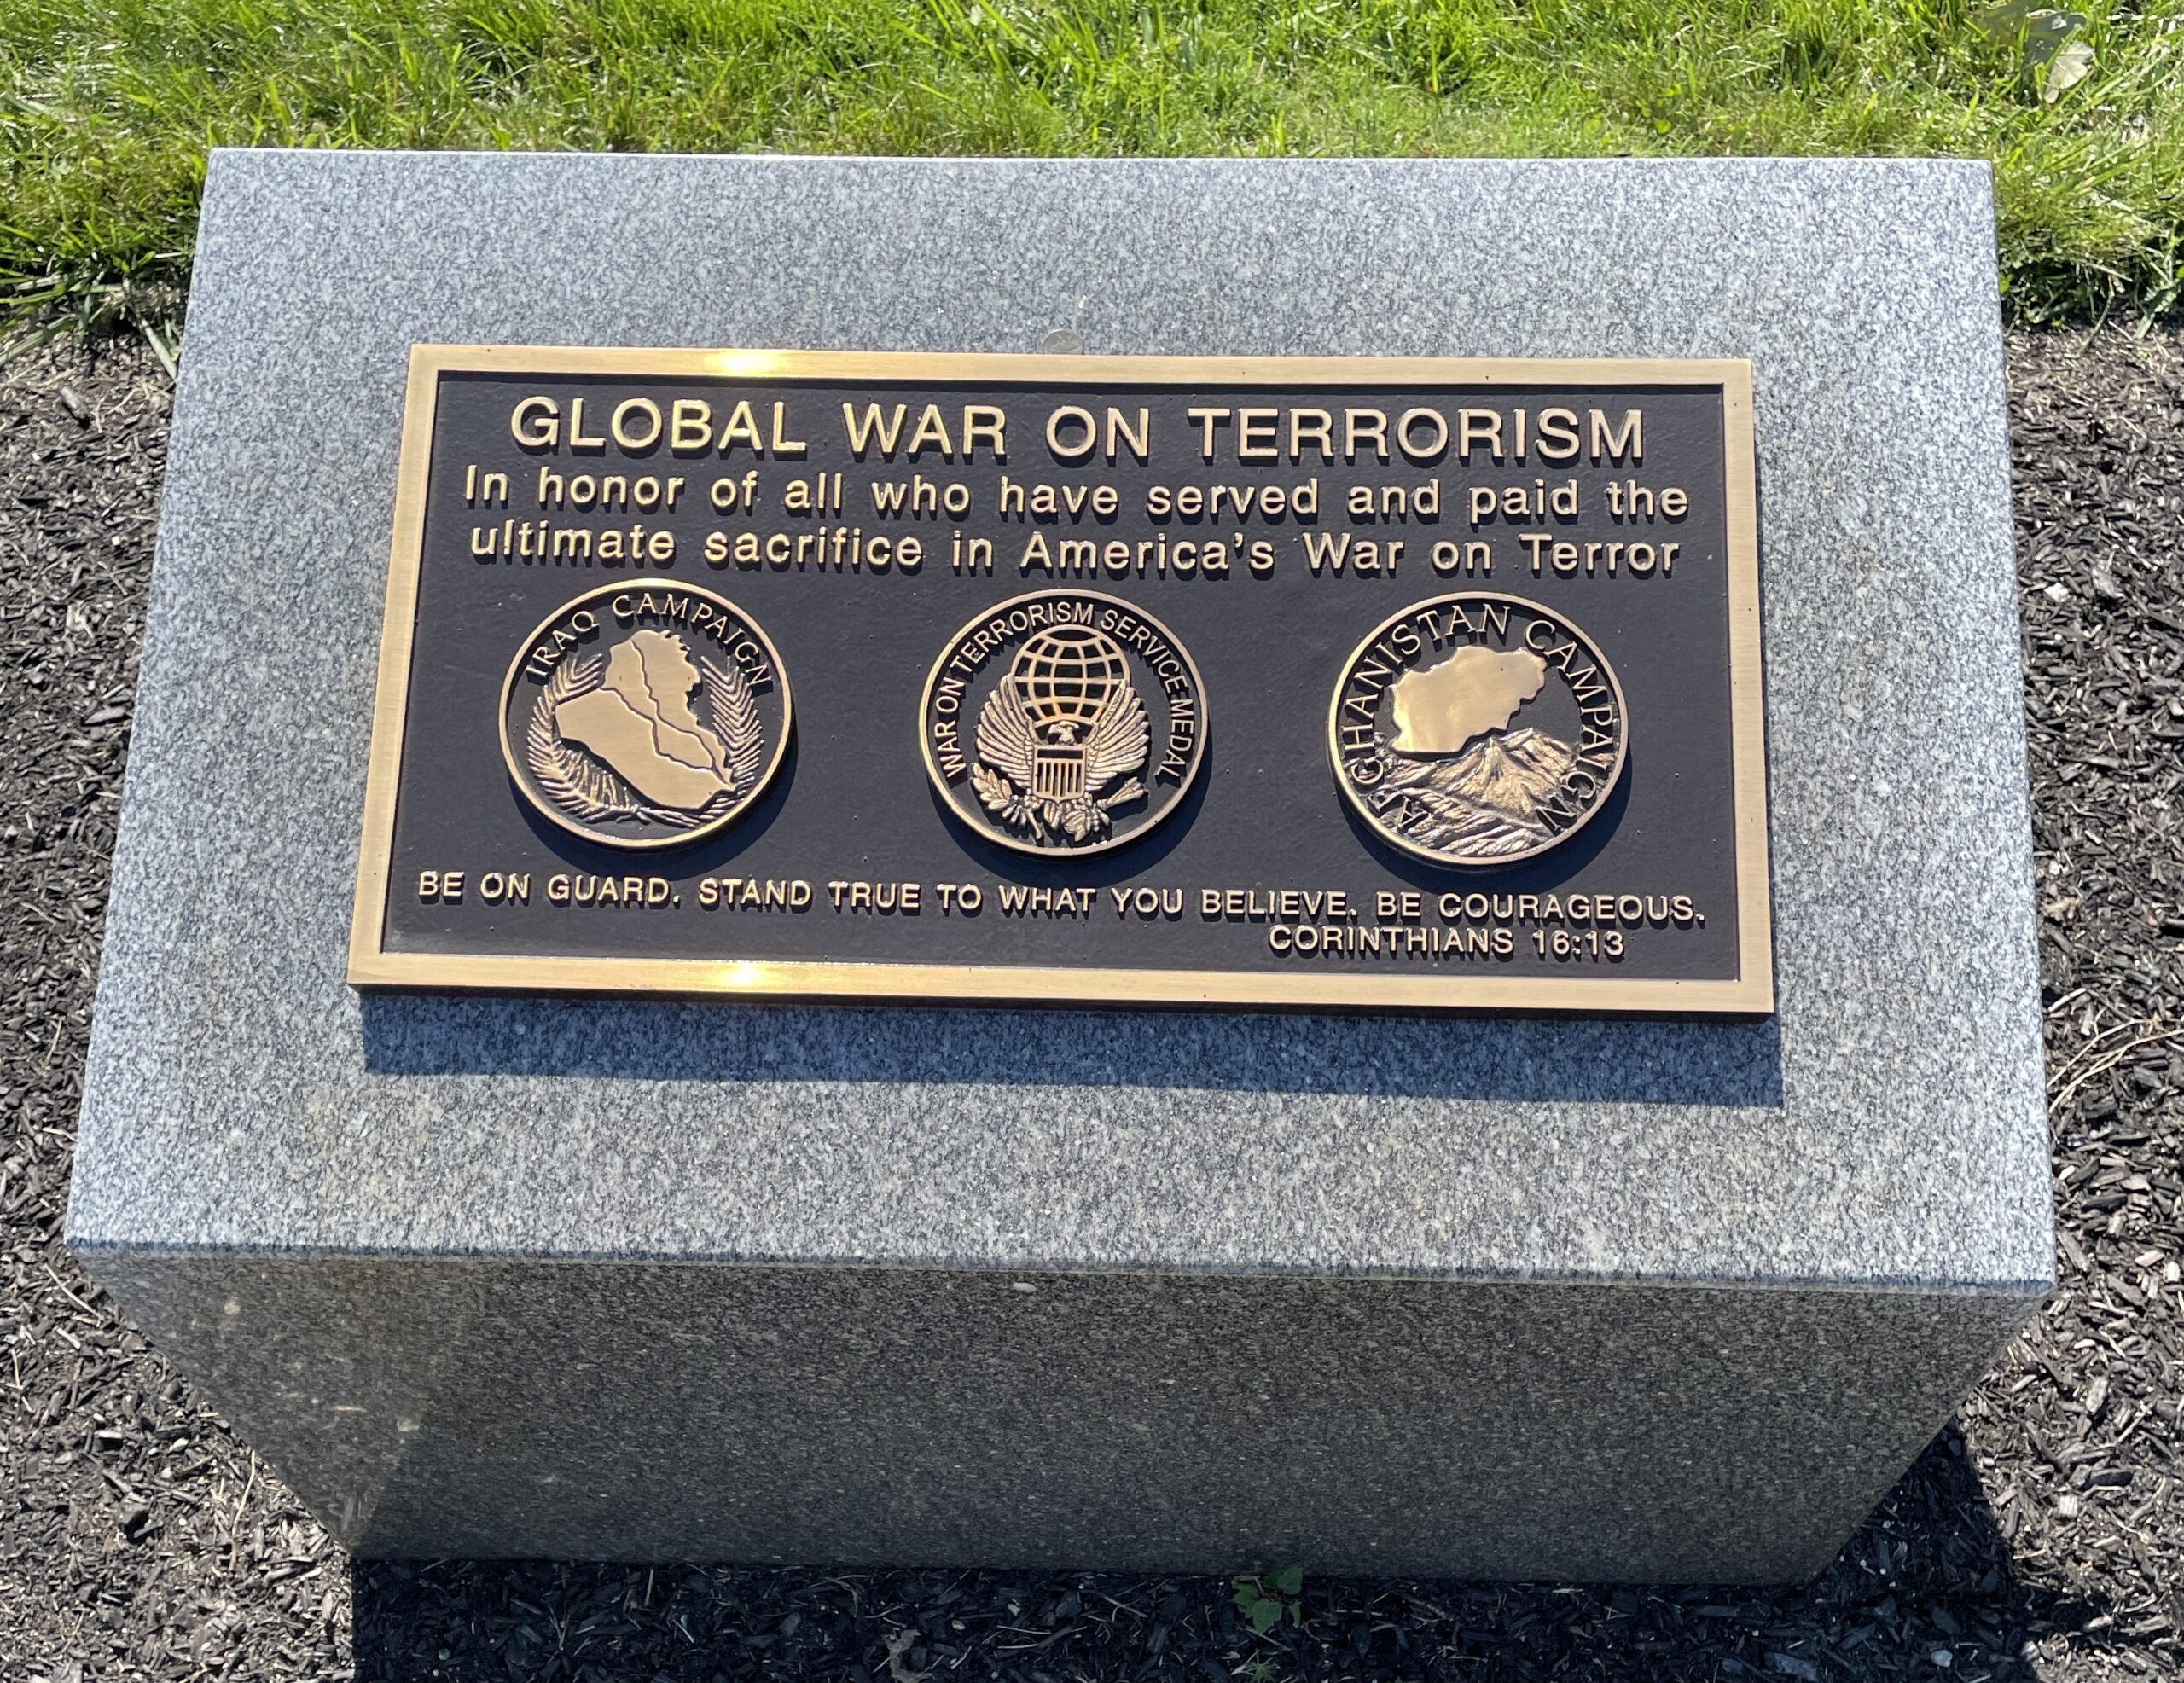 GLOBAL WAR ON TERRORISM
In honor of all who have served and paid the
ultimate sacrifice in America's War on Terror
IRAQ CAMPAIGN
WAR ON TERRORISM SERVICE MEDAL
AFGHANISTAN CAMPAIGN
BE ON GUARD. STAND TRUE TO WHAT YOU BELIEVE. BE COURAGEOUS.
CORINTHIANS 16:13